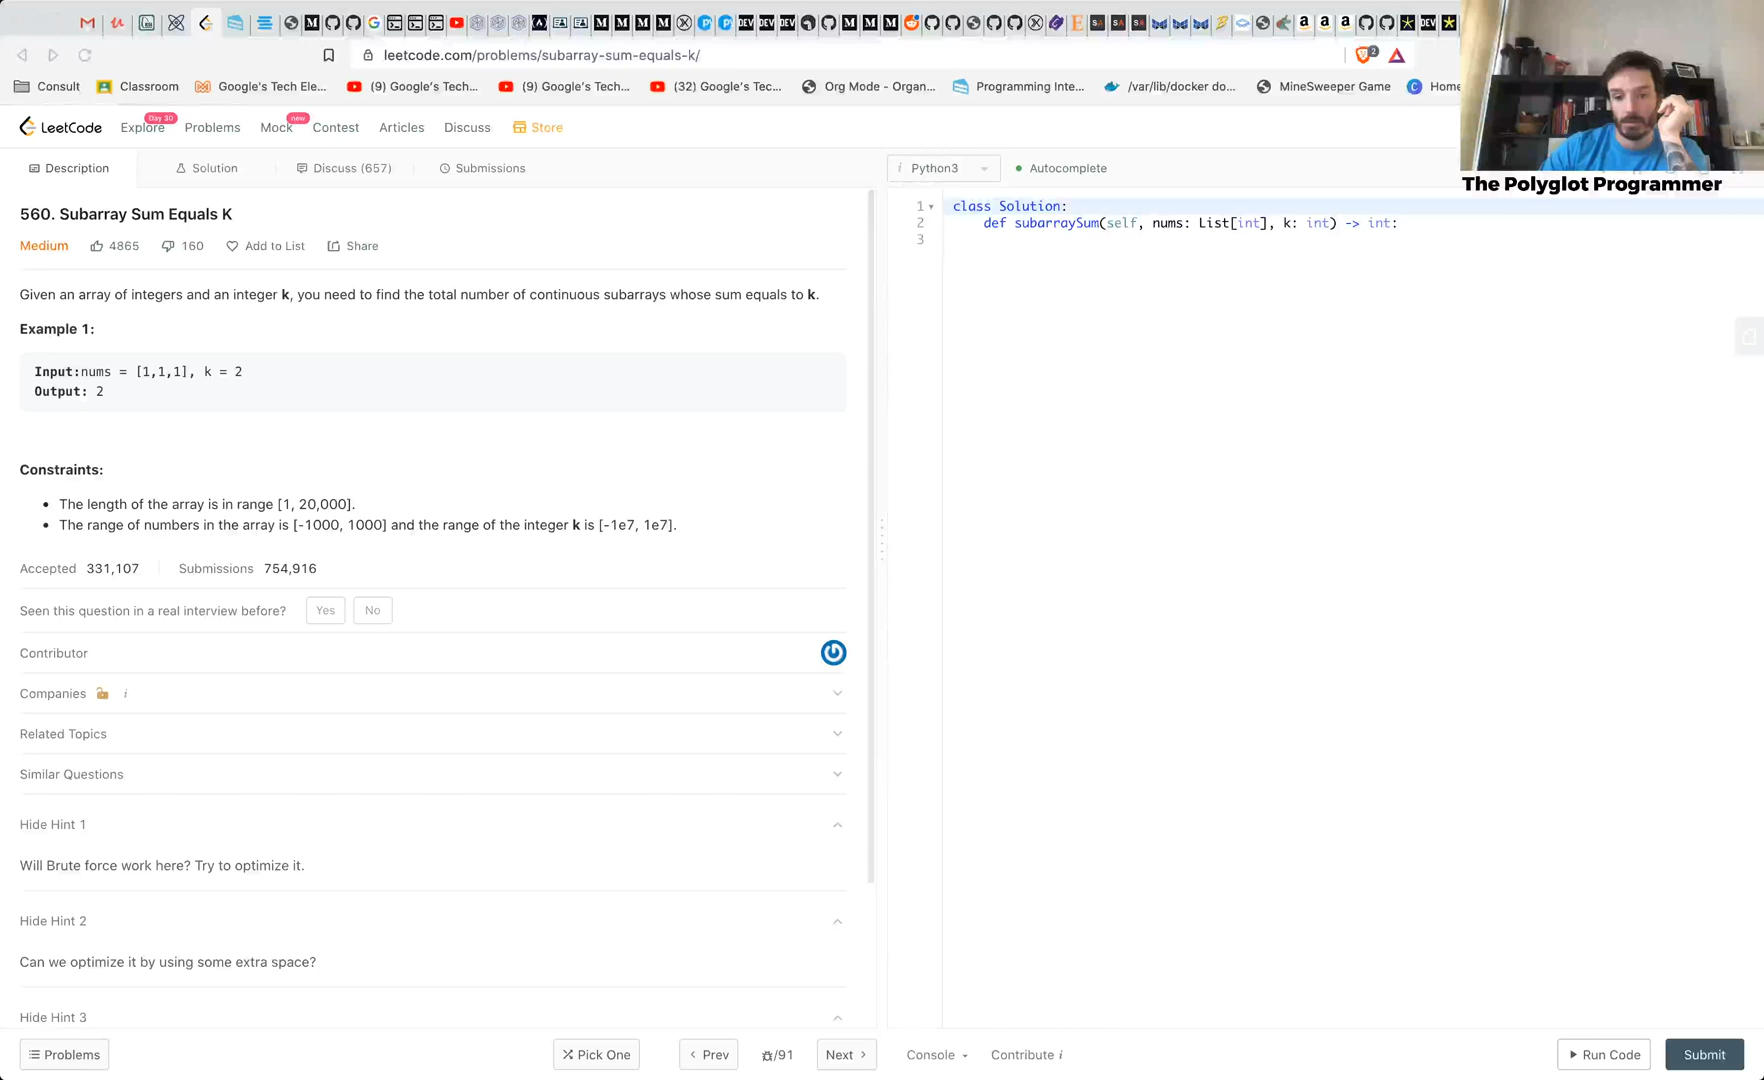 leetcode.com/problems/subarray-sum-equals-k/
2
Consult
Classroom
Google's Tech Ele...
(9) Google's Tech...
(9) Google's Tech...
(32) Google's Tec...
Org Mode - Organ...
Programming Inte...
/var/lib/docker do...
MineSweeper Game
Home
LeetCode
Explore
Day 30
Problems
Mock
new
Contest
Articles
Discuss
Store
The Polyglot Programmer
Description
Solution
Discuss (657)
Submissions
i Python3
Autocomplete
560. Subarray Sum Equals K
Medium 4865 160 Add to List Share
Given an array of integers and an integer k, you need to find the total number of continuous subarrays whose sum equals to k.
Example 1:
Input:nums = [1,1,1], k = 2
Output: 2
Constraints:
• The length of the array is in range [1, 20,000].
• The range of numbers in the array is [-1000, 1000] and the range of the integer k is [-1e7, 1e7].
Accepted 331,107 Submissions 754,916
Seen this question in a real interview before? Yes No
Contributor
Companies i
Related Topics
Similar Questions
Hide Hint 1
Will Brute force work here? Try to optimize it.
Hide Hint 2
Can we optimize it by using some extra space?
Hide Hint 3
1 class Solution:
2 def subarraySum(self, nums: List[int], k: int) -> int:
3
Problems
Pick One
Prev
/91
Next
Console
Contribute i
Run Code
Submit